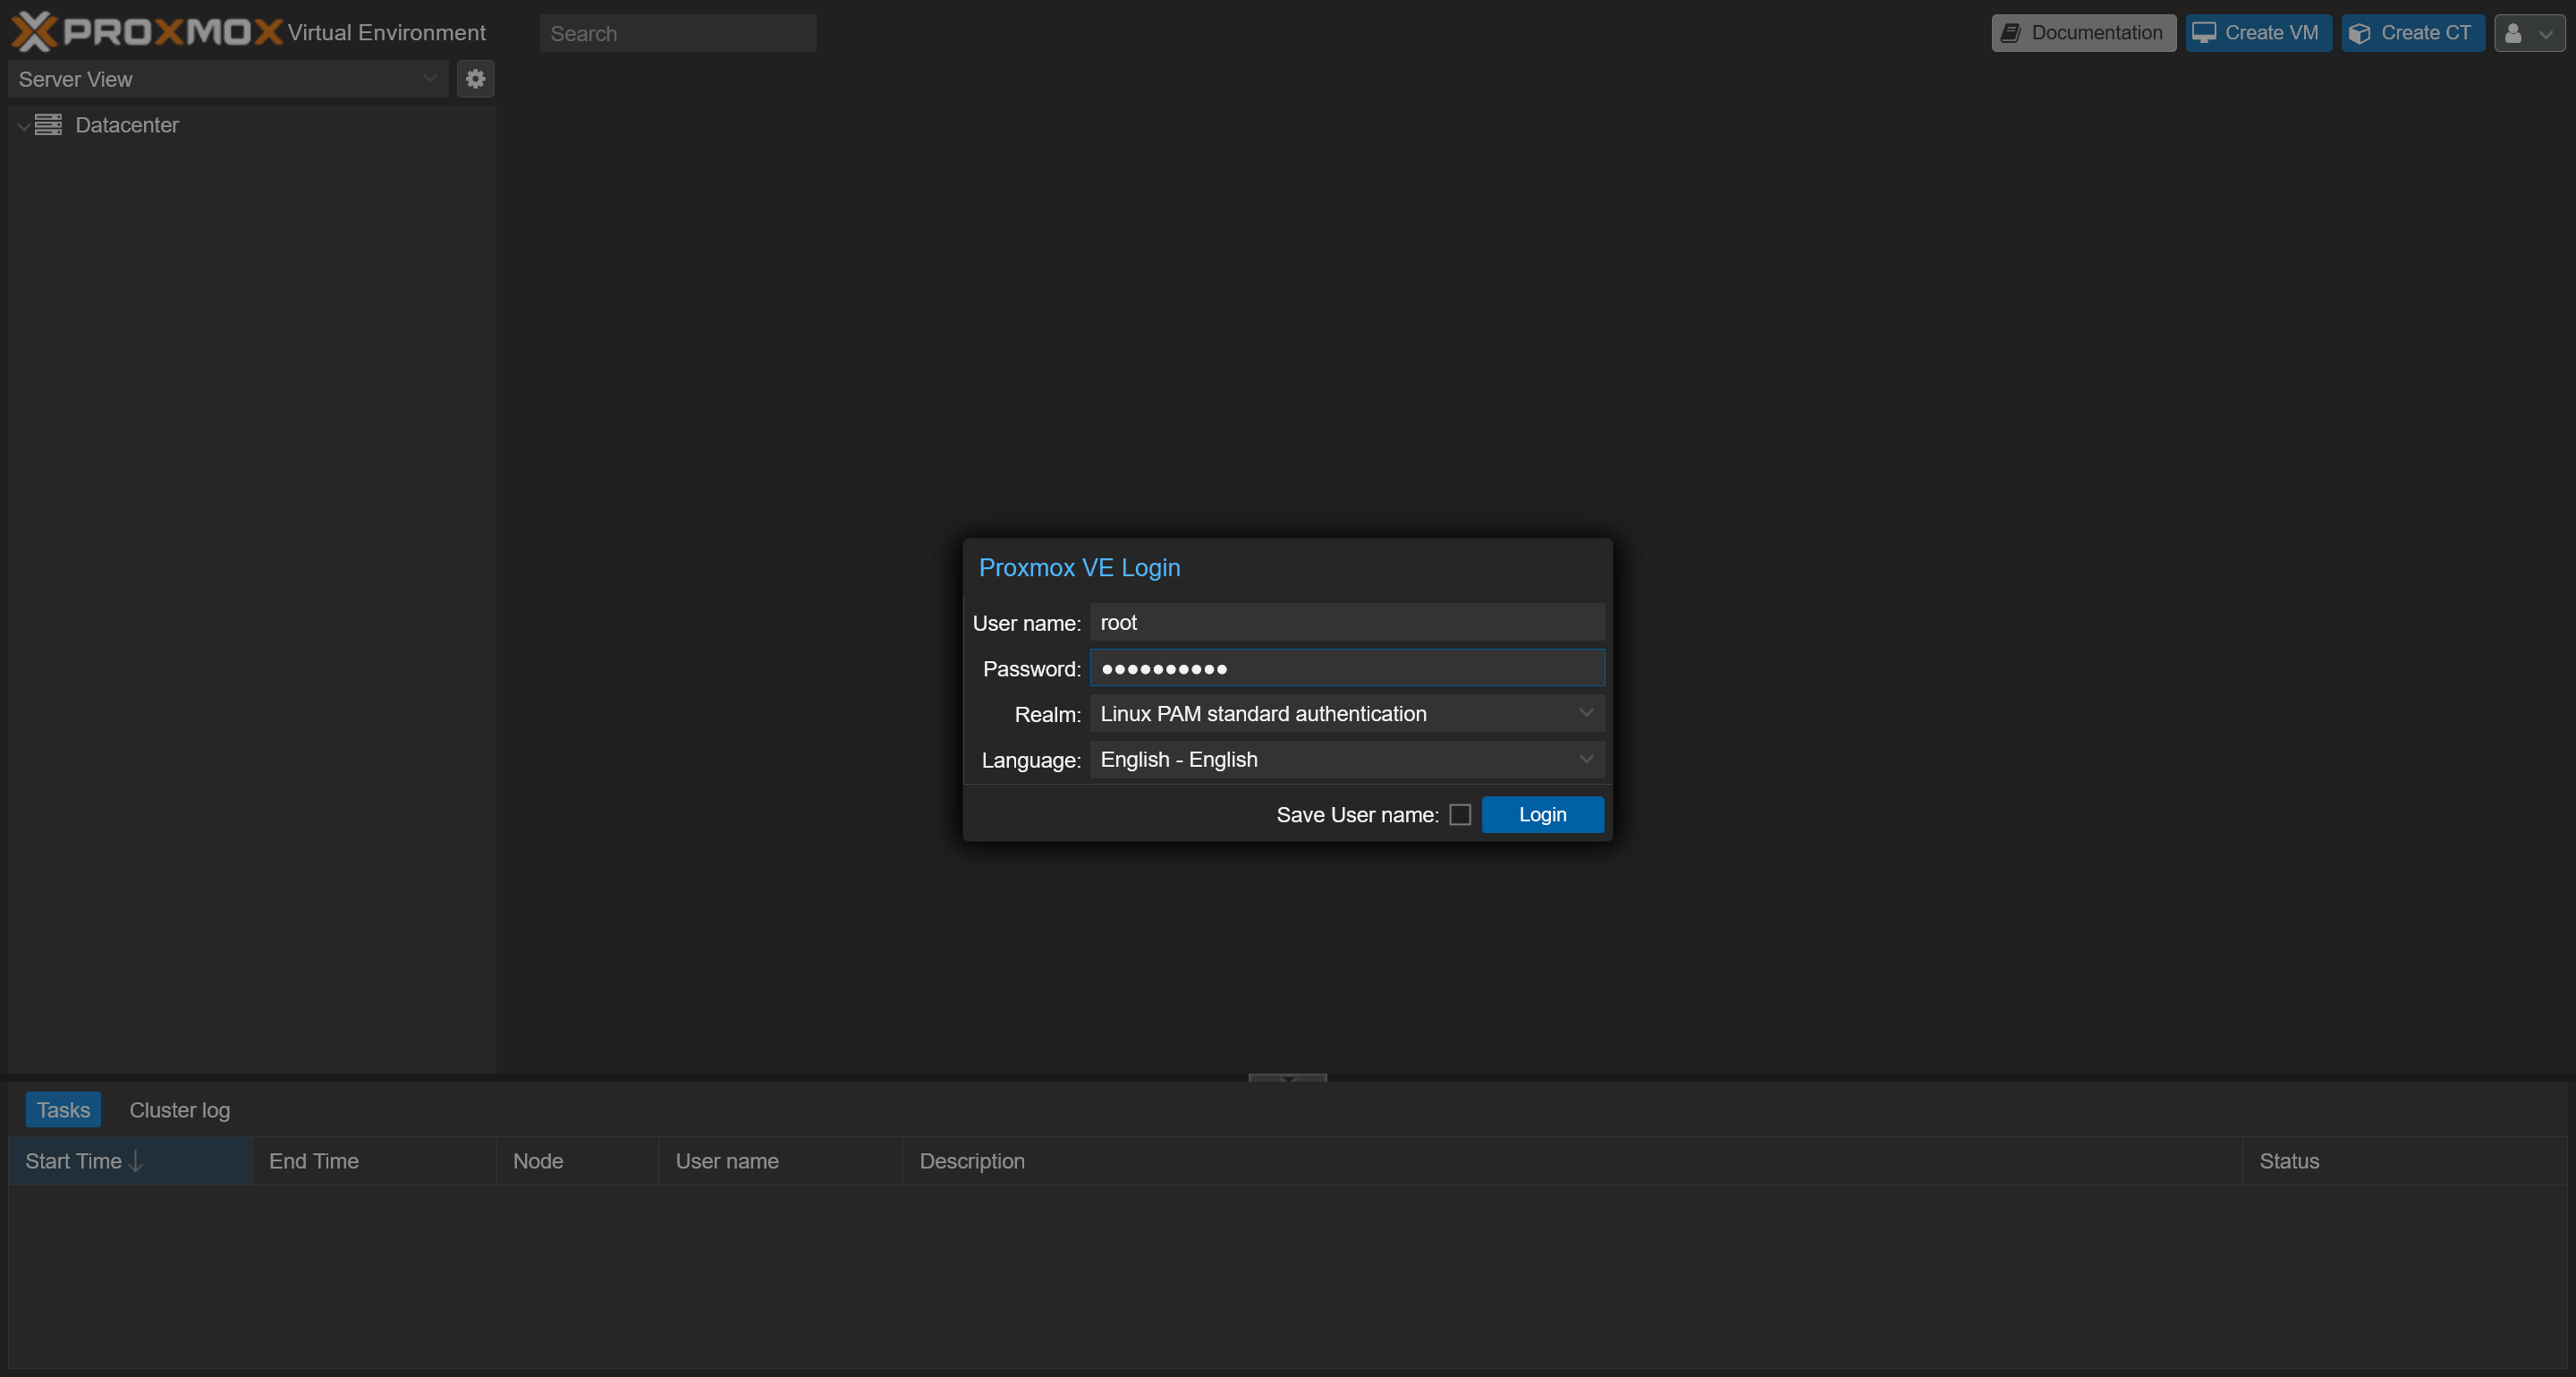 PROXMOX Virtual Environment
Search
Documentation
Create VM
Create CT
Server View
Datacenter
Proxmox VE Login
User name: root
Password: ●●●●●●●●●●
Realm: Linux PAM standard authentication
Language: English - English
Save User name:
Login
Tasks
Cluster log
Start Time
End Time
Node
User name
Description
Status